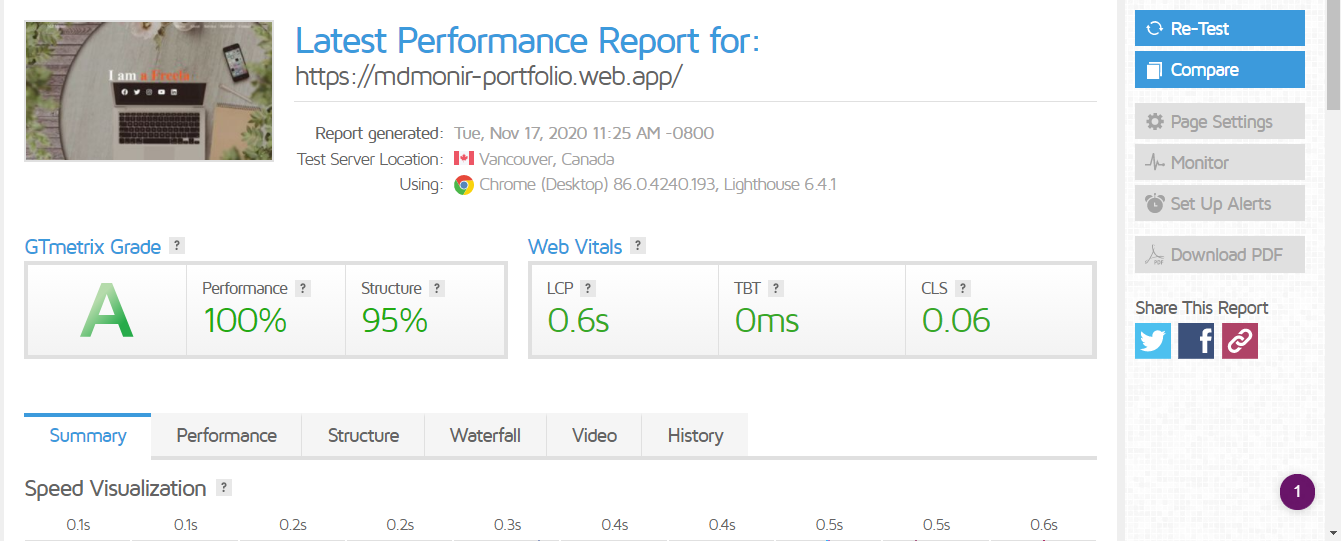 Latest Performance Report for:
https://mdmonir-portfolio.web.app/
I am a Freela
Report generated: Tue, Nov 17, 2020 11:25 AM -0800
Test Server Location: Vancouver, Canada
Using: Chrome (Desktop) 86.0.4240.193, Lighthouse 6.4.1
Re-Test
Compare
Page Settings
Monitor
Set Up Alerts
PDF Download PDF
Share This Report
GTmetrix Grade ?
Web Vitals ?
A
Performance ?
100%
Structure ?
95%
LCP ?
0.6s
TBT ?
0ms
CLS ?
0.06
Summary Performance Structure Waterfall Video History
Speed Visualization ?
0.1s 0.1s 0.2s 0.2s 0.3s 0.4s 0.4s 0.5s 0.5s 0.6s
1